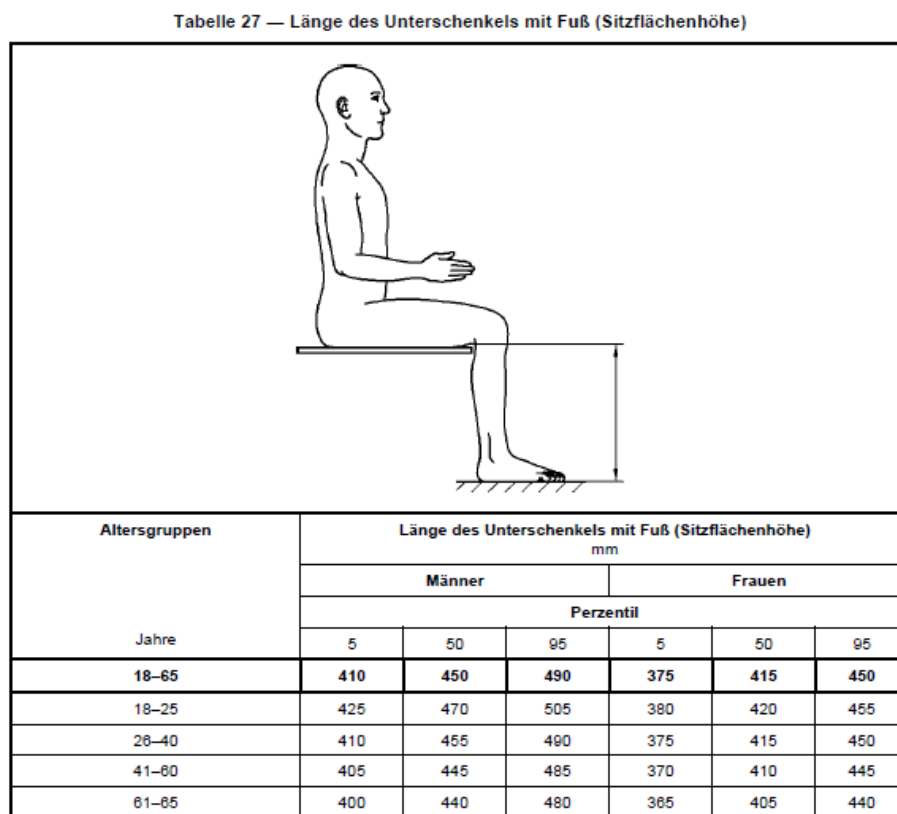 Tabelle 27 — Länge des Unterschenkels mit Fuß (Sitzflächenhöhe)
Altersgruppen
Länge des Unterschenkels mit Fuß (Sitzflächenhöhe)
mm
Männer Frauen
Perzentil
Jahre 5 50 95 5 50 95
18–65 410 450 490 375 415 450
18–25 425 470 505 380 420 455
26–40 410 455 490 375 415 450
41–60 405 445 485 370 410 445
61–65 400 440 480 365 405 440